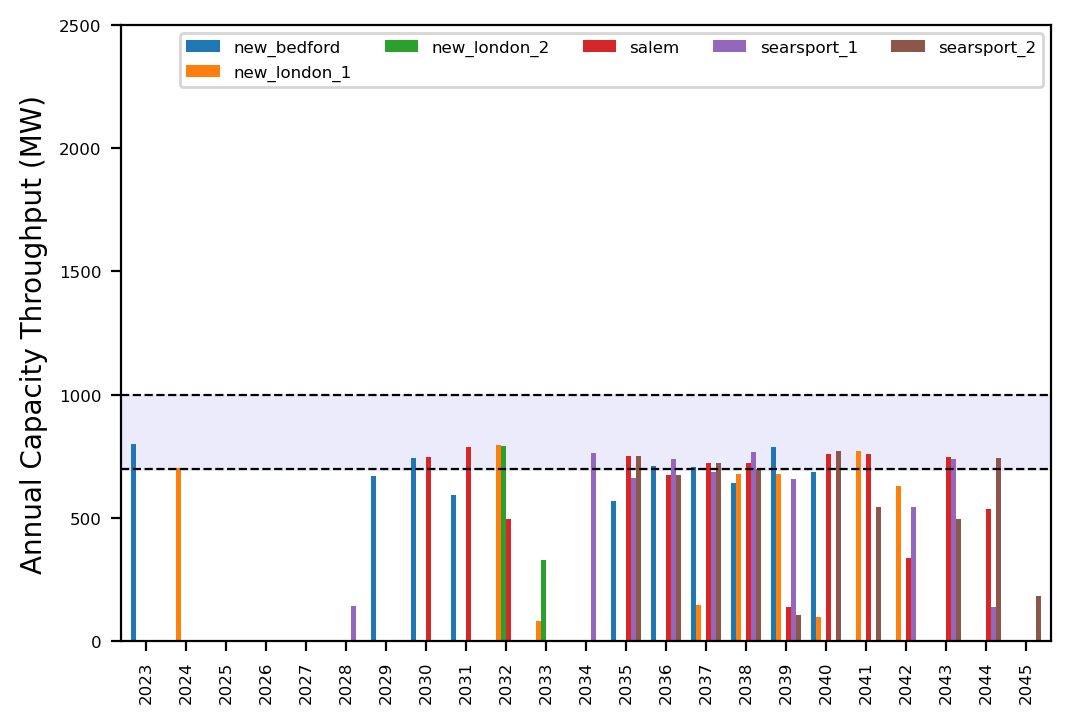 2500
2000
1500
1000
500
0
Annual Capacity Throughput (MW)
new_bedford new_london_2 salem searsport_1 searsport_2
new_london_1
2023 2024 2025 2026 2027 2028 2029 2030 2031 2032 2033 2034 2035 2036 2037 2038 2039 2040 2041 2042 2043 2044 2045